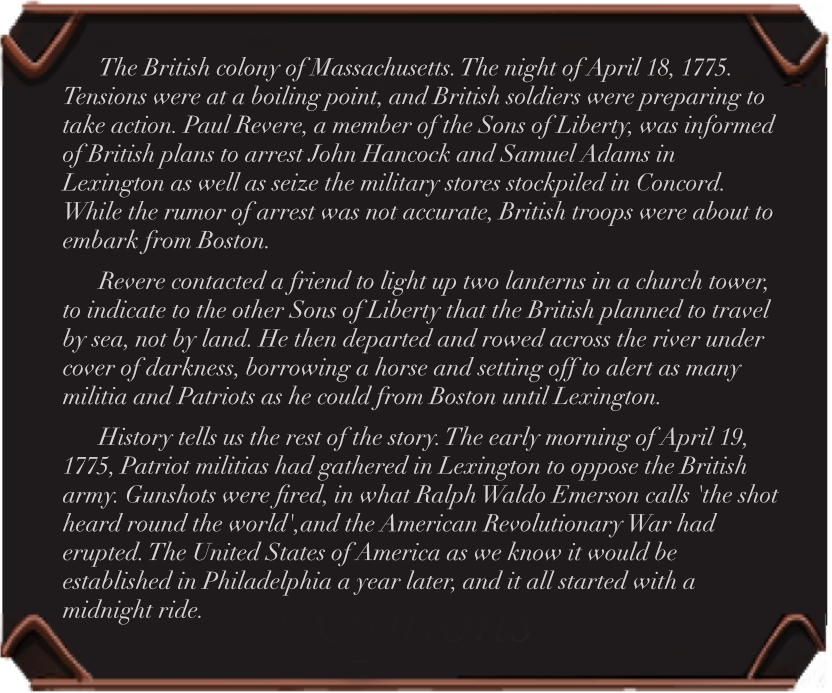 The British colony of Massachusetts. The night of April 18, 1775.
Tensions were at a boiling point, and British soldiers were preparing to
take action. Paul Revere, a member of the Sons of Liberty, was informed
of British plans to arrest John Hancock and Samuel Adams in
Lexington as well as seize the military stores stockpiled in Concord.
While the rumor of arrest was not accurate, British troops were about to
embark from Boston.
Revere contacted a friend to light up two lanterns in a church tower,
to indicate to the other Sons of Liberty that the British planned to travel
by sea, not by land. He then departed and rowed across the river under
cover of darkness, borrowing a horse and setting off to alert as many
militia and Patriots as he could from Boston until Lexington.
History tells us the rest of the story. The early morning of April 19,
1775, Patriot militias had gathered in Lexington to oppose the British
army. Gunshots were fired, in what Ralph Waldo Emerson calls 'the shot
heard round the world',and the American Revolutionary War had
erupted. The United States of America as we know it would be
established in Philadelphia a year later, and it all started with a
midnight ride.